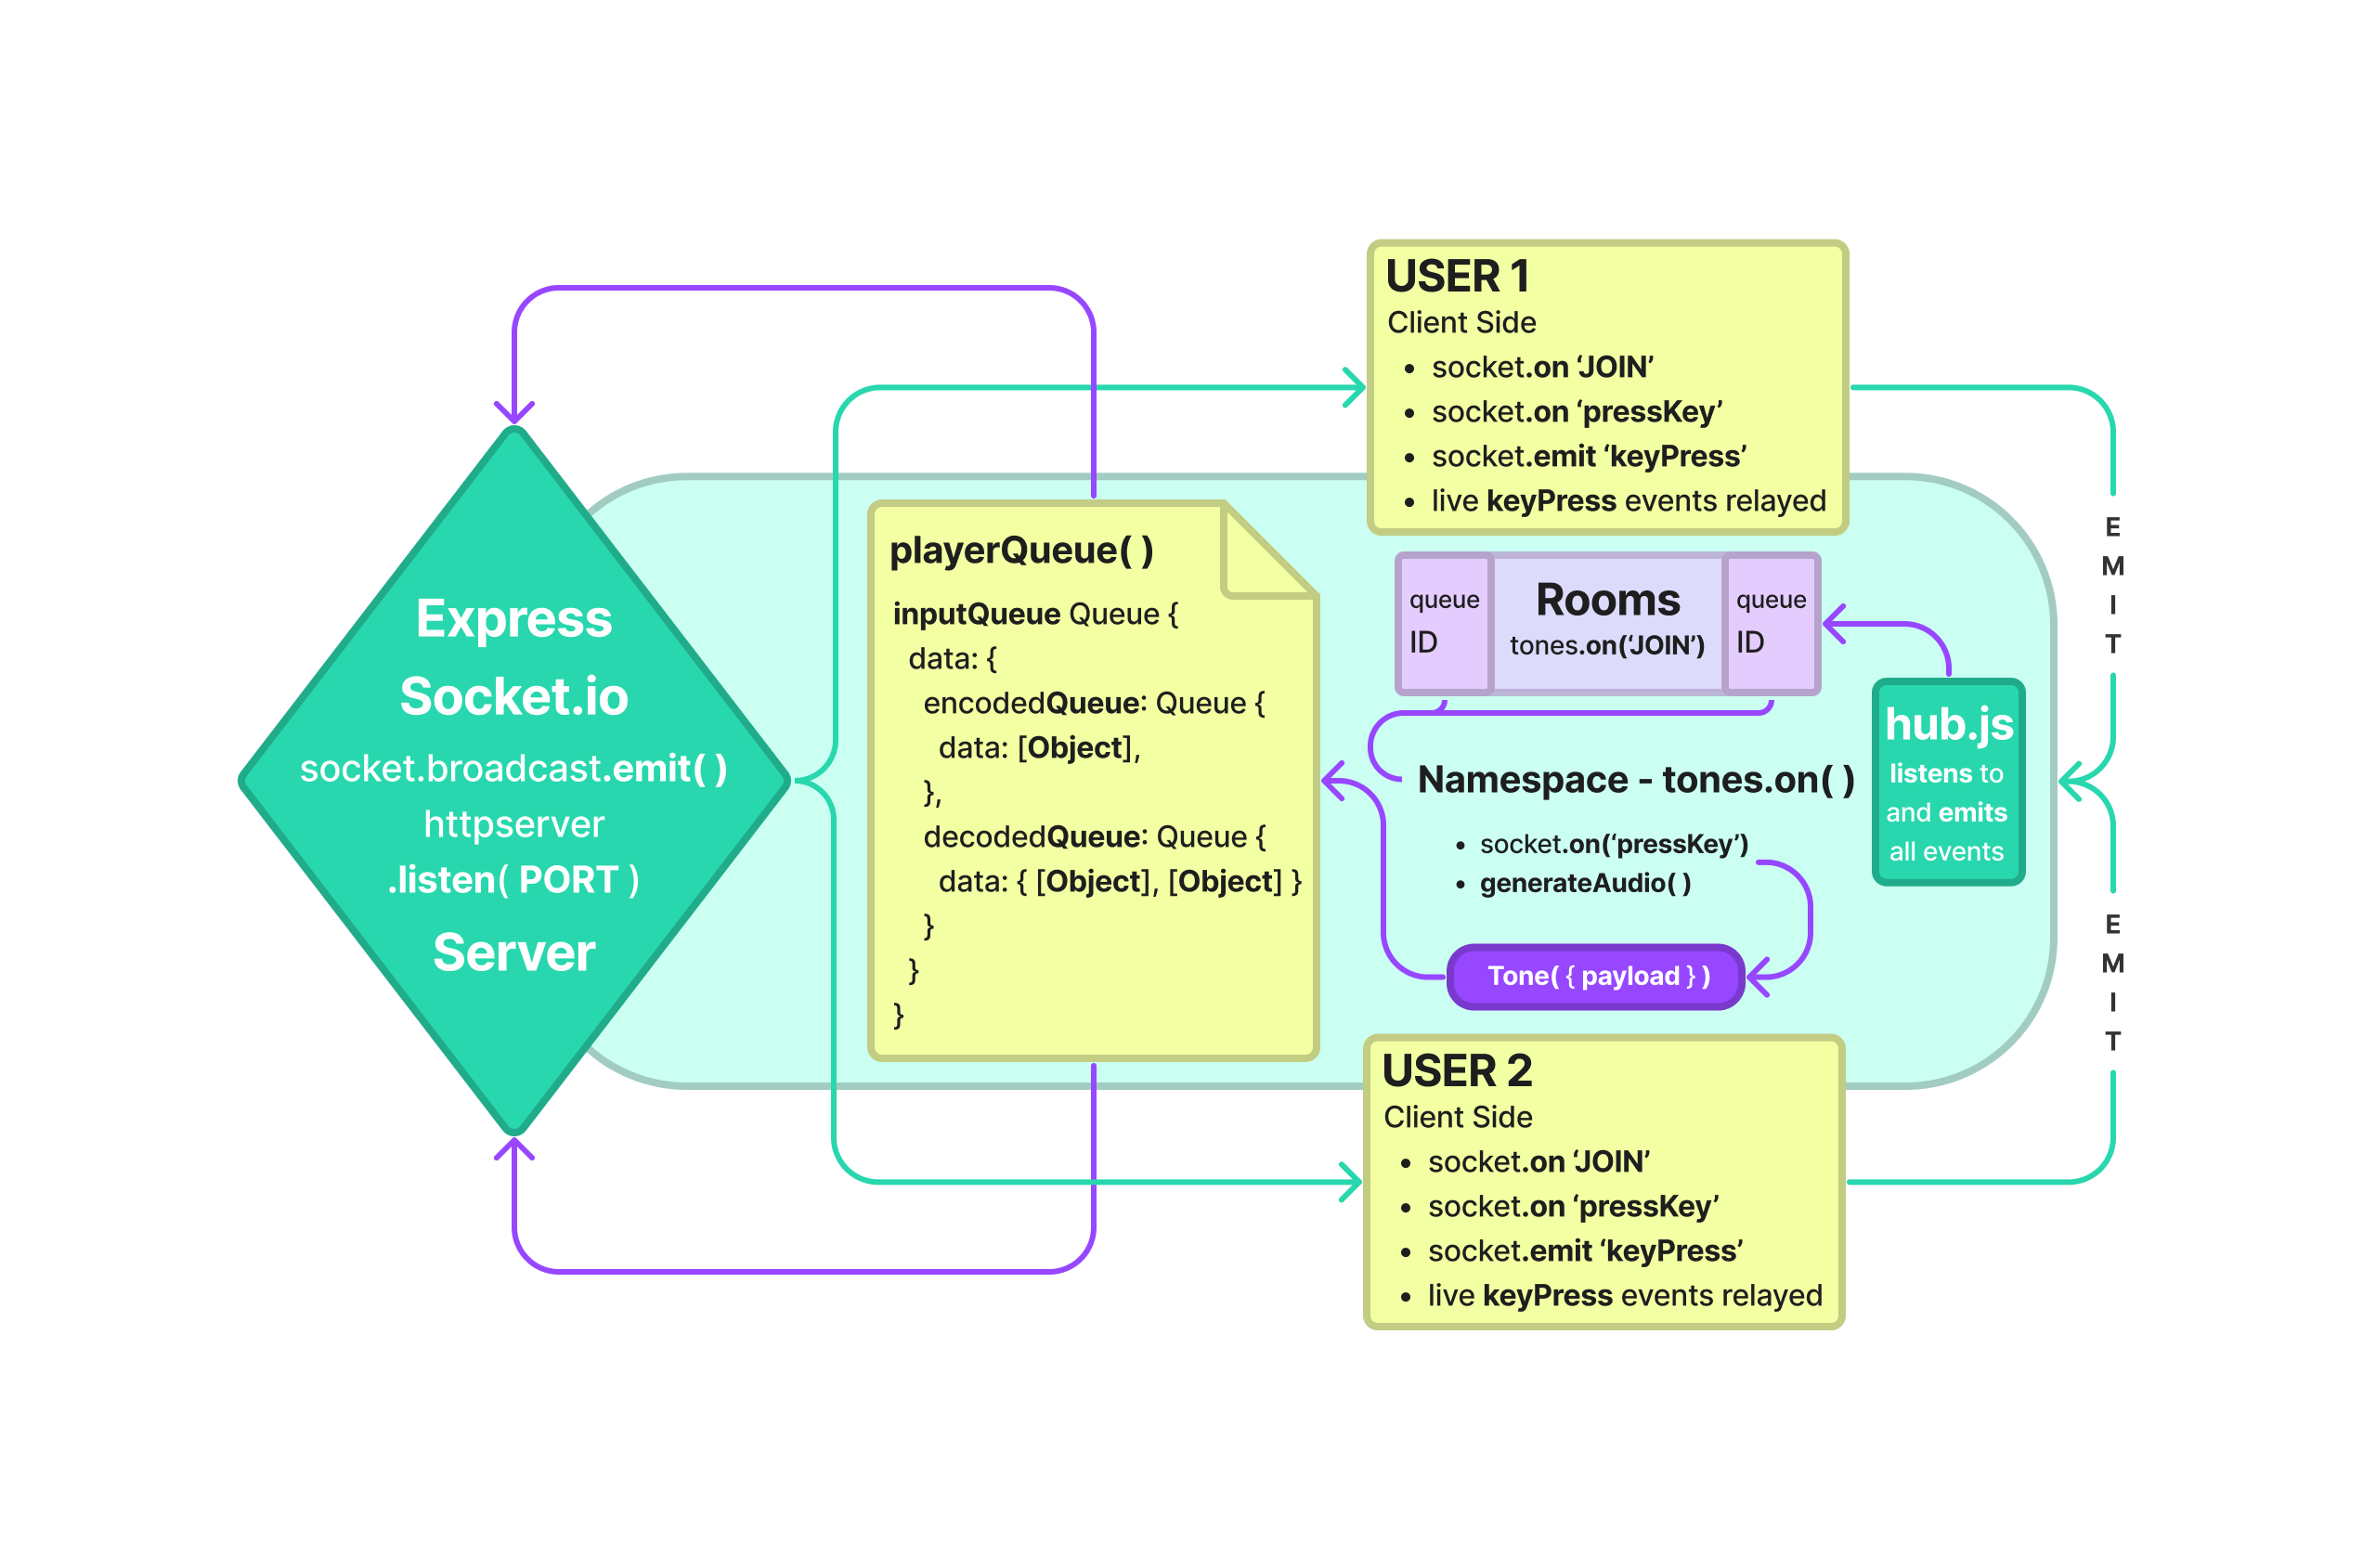 Express
Socket.io
socket.broadcast.emit( )
httpserver
.listen( PORT )
Server
playerQueue( )
inputQueue Queue {
data: {
encodedQueue: Queue {
data: [Object],
},
decodedQueue: Queue {
data: { [Object], [Object] }
}
}
}
USER 1
Client Side
• socket.on ‘JOIN’
• socket.on ‘pressKey’
• socket.emit ‘keyPress’
• live keyPress events relayed
queue
ID
Rooms
tones.on(‘JOIN’)
queue
ID
Namespace - tones.on( )
• socket.on(‘pressKey’)
• generateAudio( )
Tone( { payload } )
hub.js
listens to
and emits
all events
USER 2
Client Side
• socket.on ‘JOIN’
• socket.on ‘pressKey’
• socket.emit ‘keyPress’
• live keyPress events relayed
E
M
I
T
E
M
I
T